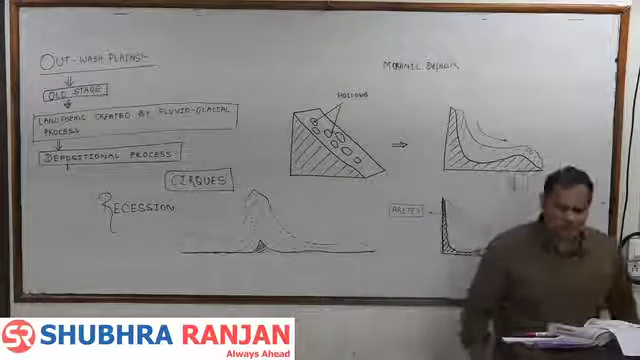 OUT-WASH PLAINS:-
OLD STAGE
LANDFORMS CREATED BY FLUVIO-GLACIAL
PROCESS
DEPOSITIONAL PROCESS
CIRQUES
RECESSION
HOLLOWS
MORAINIC DEPOSITS
ARETES
SR SHUBHRA RANJAN
Always Ahead